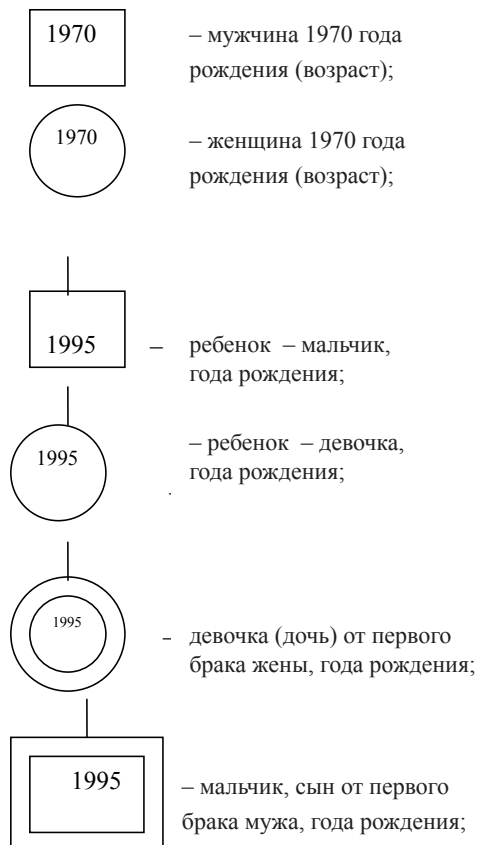 1970 – мужчина 1970 года
рождения (возраст);
1970 – женщина 1970 года
рождения (возраст);
1995 – ребенок – мальчик,
года рождения;
1995 – ребенок – девочка,
года рождения;
1995 – девочка (дочь) от первого
брака жены, года рождения;
1995 – мальчик, сын от первого
брака мужа, года рождения;